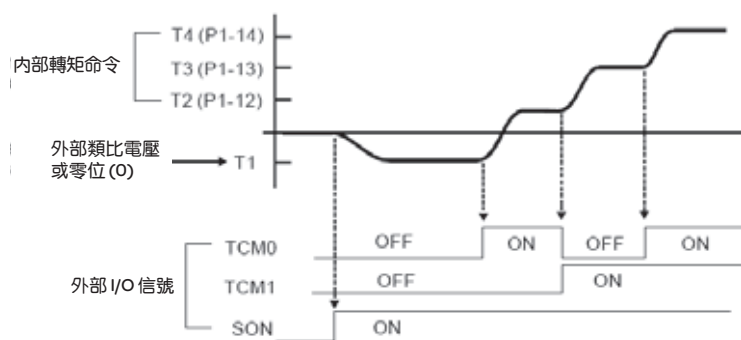 T4 (P1-14)
內部轉矩命令
T3 (P1-13)
T2 (P1-12)
外部類比電壓
或零位(0)
T1
TCM0
OFF
ON
OFF
ON
外部 I/O 信號
TCM1
OFF
ON
SON
ON